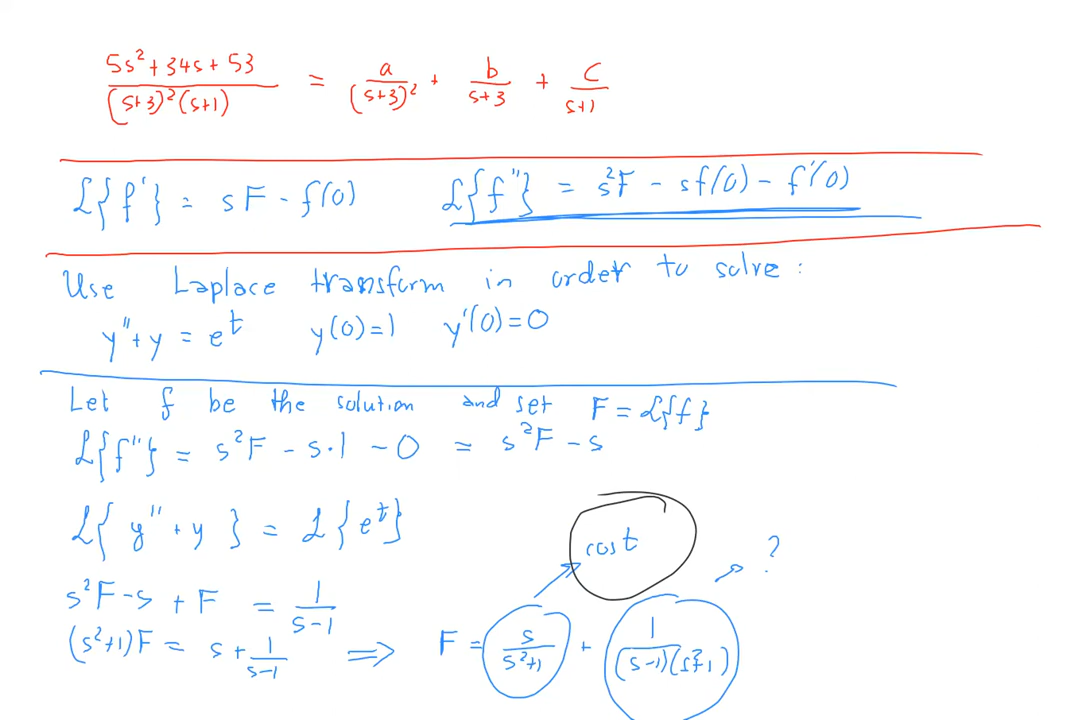 (5s²+34s+53)/((s+3)²(s+1)) = a/(s+3)² + b/(s+3) + c/(s+1)
ℒ{f'} = sF - f(0)    ℒ{f''} = s²F - sf(0) - f'(0)
Use Laplace transform in order to solve:
y''+y = e^t    y(0)=1    y'(0)=0
Let f be the solution and set F = ℒ{f}
ℒ{f''} = s²F - s·1 - 0 = s²F - s
ℒ{y''+y} = ℒ{e^t}
cost
?
s²F-s + F = 1/(s-1)
(s²+1)F = s + 1/(s-1) ⟹ F = s/(s²+1) + 1/((s-1)(s²+1))